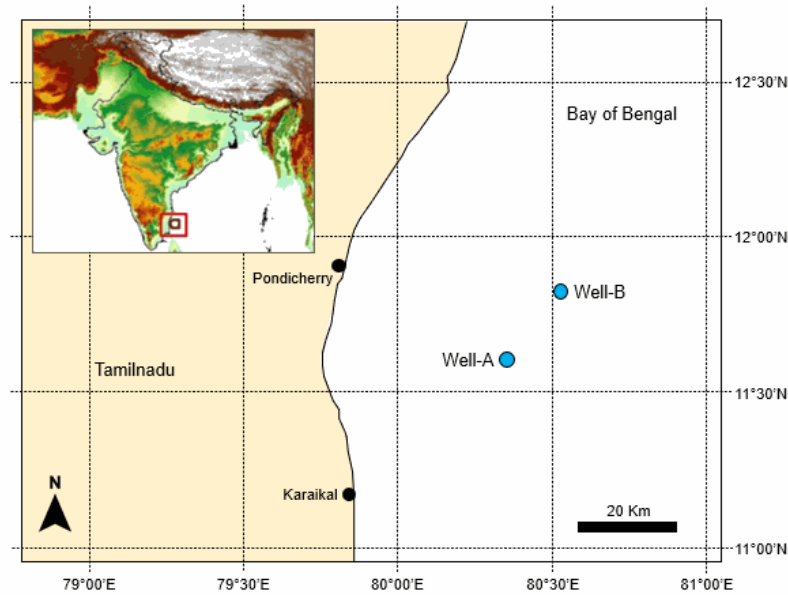 12°30'N
Bay of Bengal
12°00'N
Pondicherry
Well-B
Well-A
Tamilnadu
11°30'N
N
Karaikal
20 Km
11°00'N
79°00'E
79°30'E
80°00'E
80°30'E
81°00'E